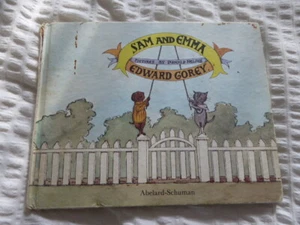 SAM AND EMMA
EDWARD GOREY
Abelard-Schuman